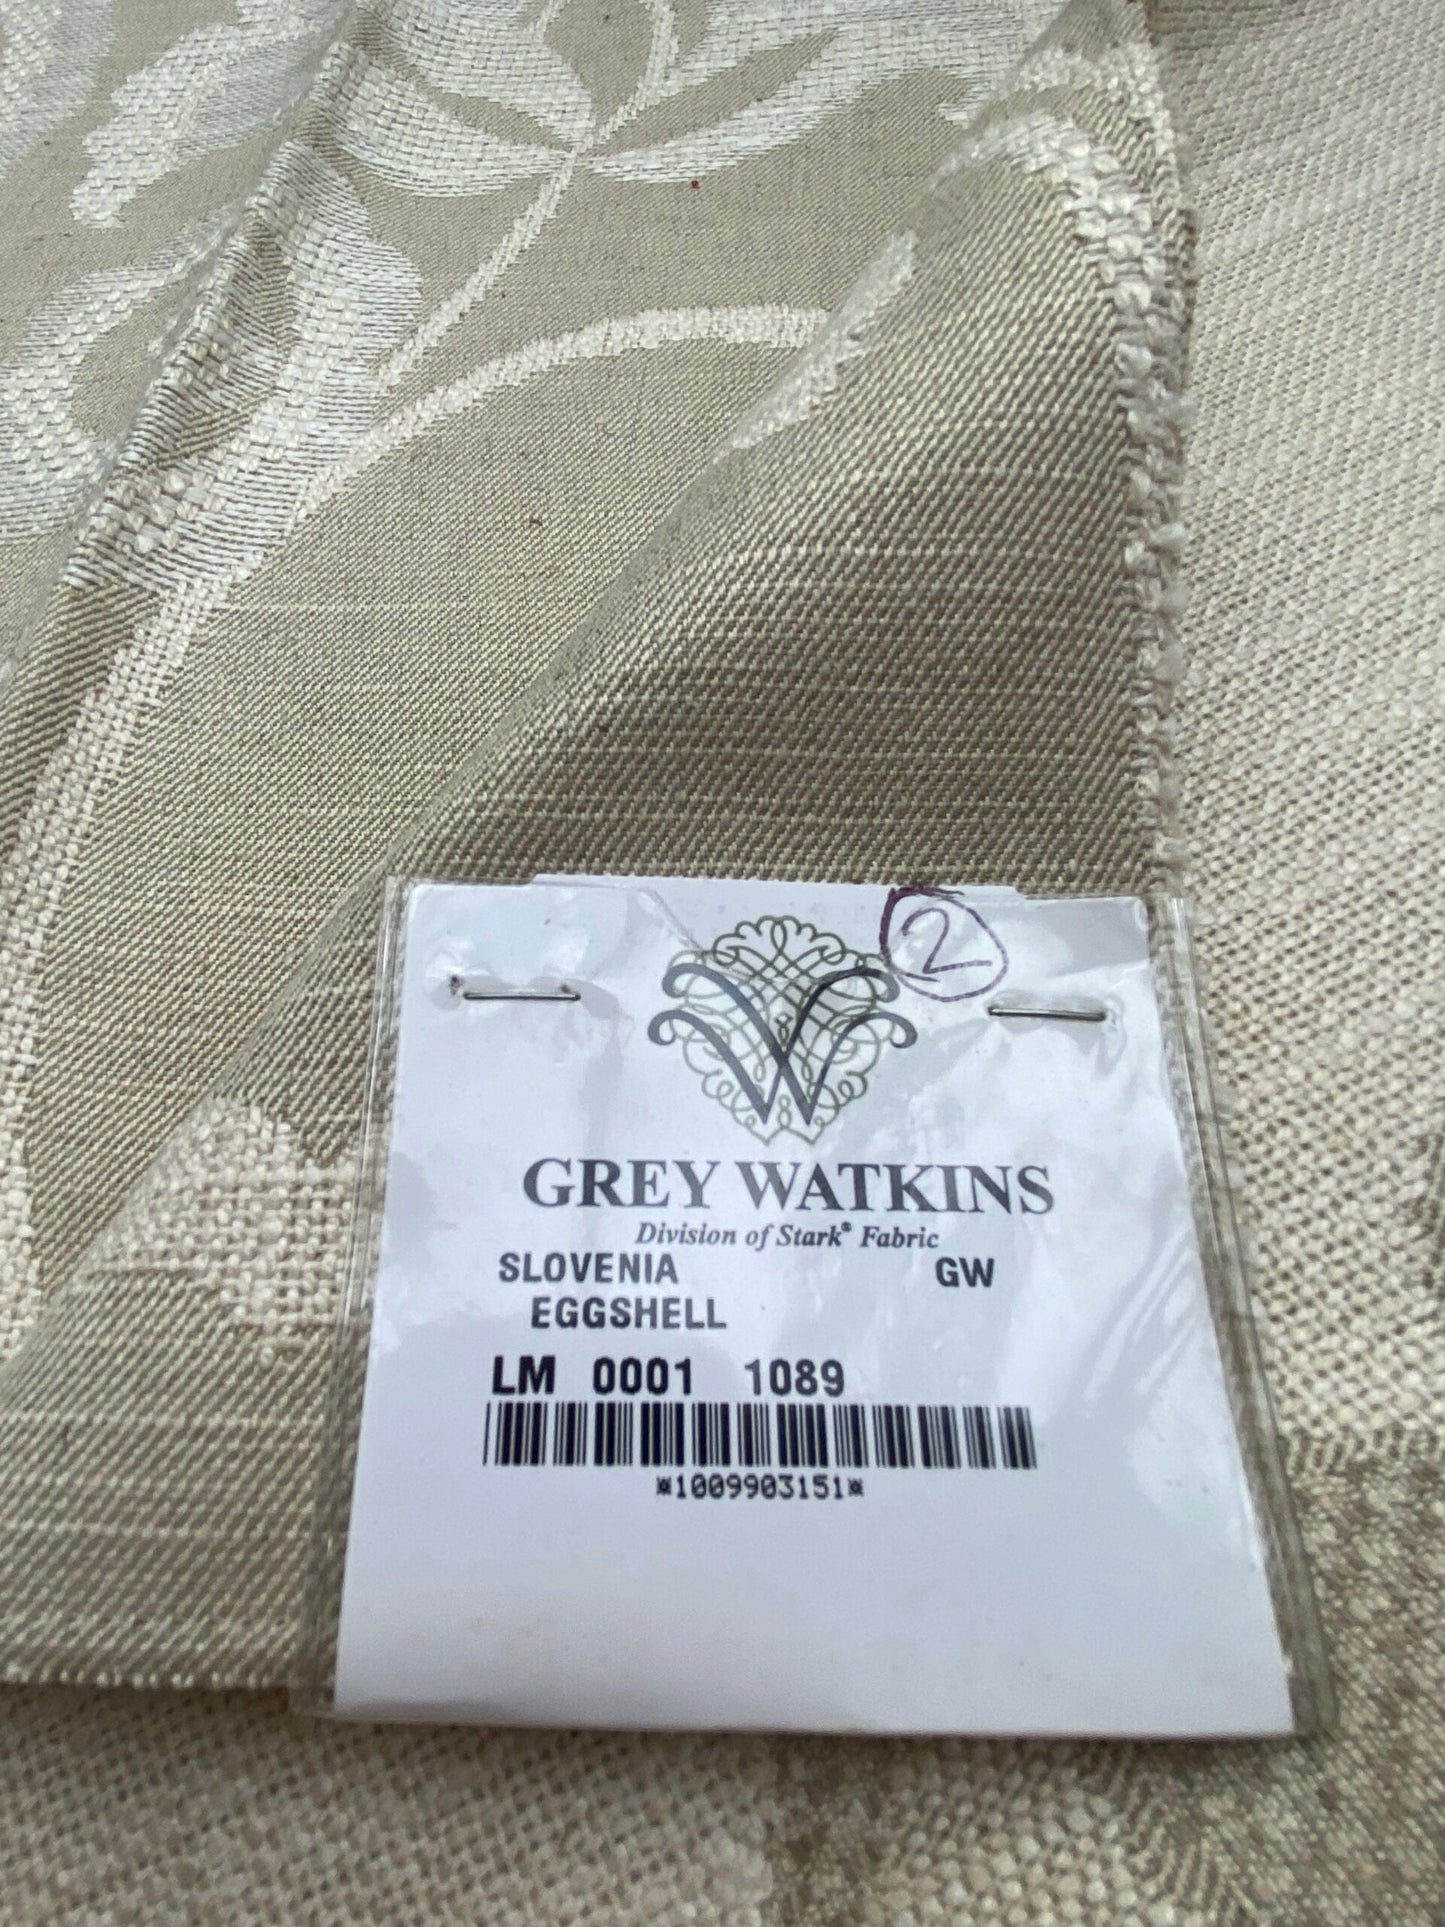 2
W
GREY WATKINS
Division of Stark® Fabric
SLOVENIA GW
EGGSHELL
LM 0001 1089
*1009903151*